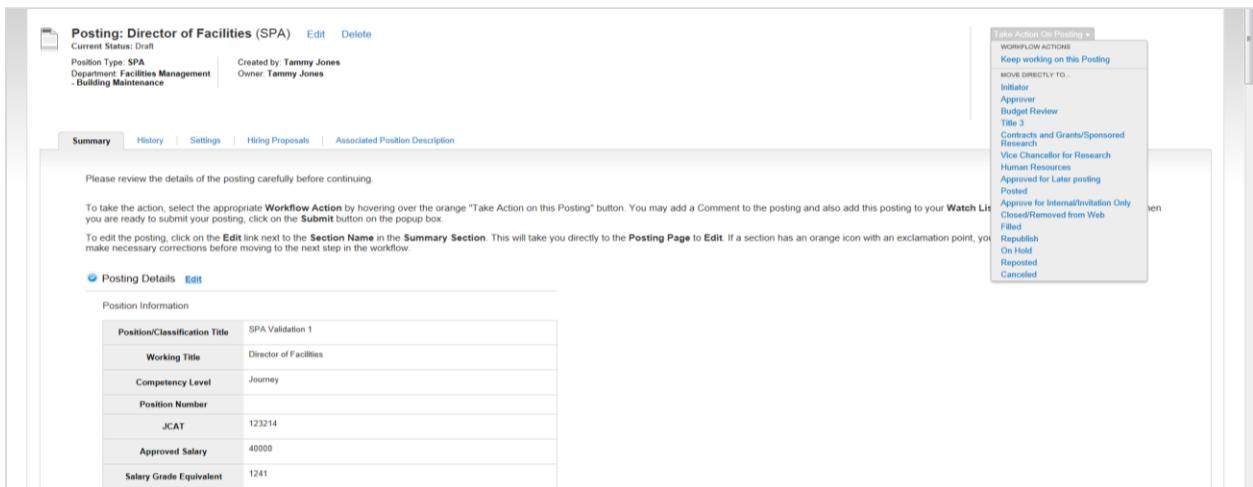 Posting: Director of Facilities (SPA) Edit Delete
Current Status: Draft
Position Type: SPA
Department: Facilities Management
- Building Maintenance
Created by: Tammy Jones
Owner: Tammy Jones
Take Action On Posting
WORKFLOW ACTIONS
Keep working on this Posting
MOVE DIRECTLY TO...
Initiator
Approver
Budget Review
Title 3
Contracts and Grants/Sponsored
Research
Vice Chancellor for Research
Human Resources
Approved for Later posting
Posted
Approve for Internal/Invitation Only
Closed/Removed from Web
Filled
Republish
On Hold
Reposted
Canceled
Summary History Settings Hiring Proposals Associated Position Description
Please review the details of the posting carefully before continuing.
To take the action, select the appropriate Workflow Action by hovering over the orange "Take Action on this Posting" button. You may add a Comment to the posting and also add this posting to your Watch Lis
you are ready to submit your posting, click on the Submit button on the popup box.
To edit the posting, click on the Edit link next to the Section Name in the Summary Section. This will take you directly to the Posting Page to Edit. If a section has an orange icon with an exclamation point, you
make necessary corrections before moving to the next step in the workflow.
Posting Details Edit
Position Information
Position/Classification Title SPA Validation 1
Working Title Director of Facilities
Competency Level Journey
Position Number
JCAT 123214
Approved Salary 40000
Salary Grade Equivalent 1241